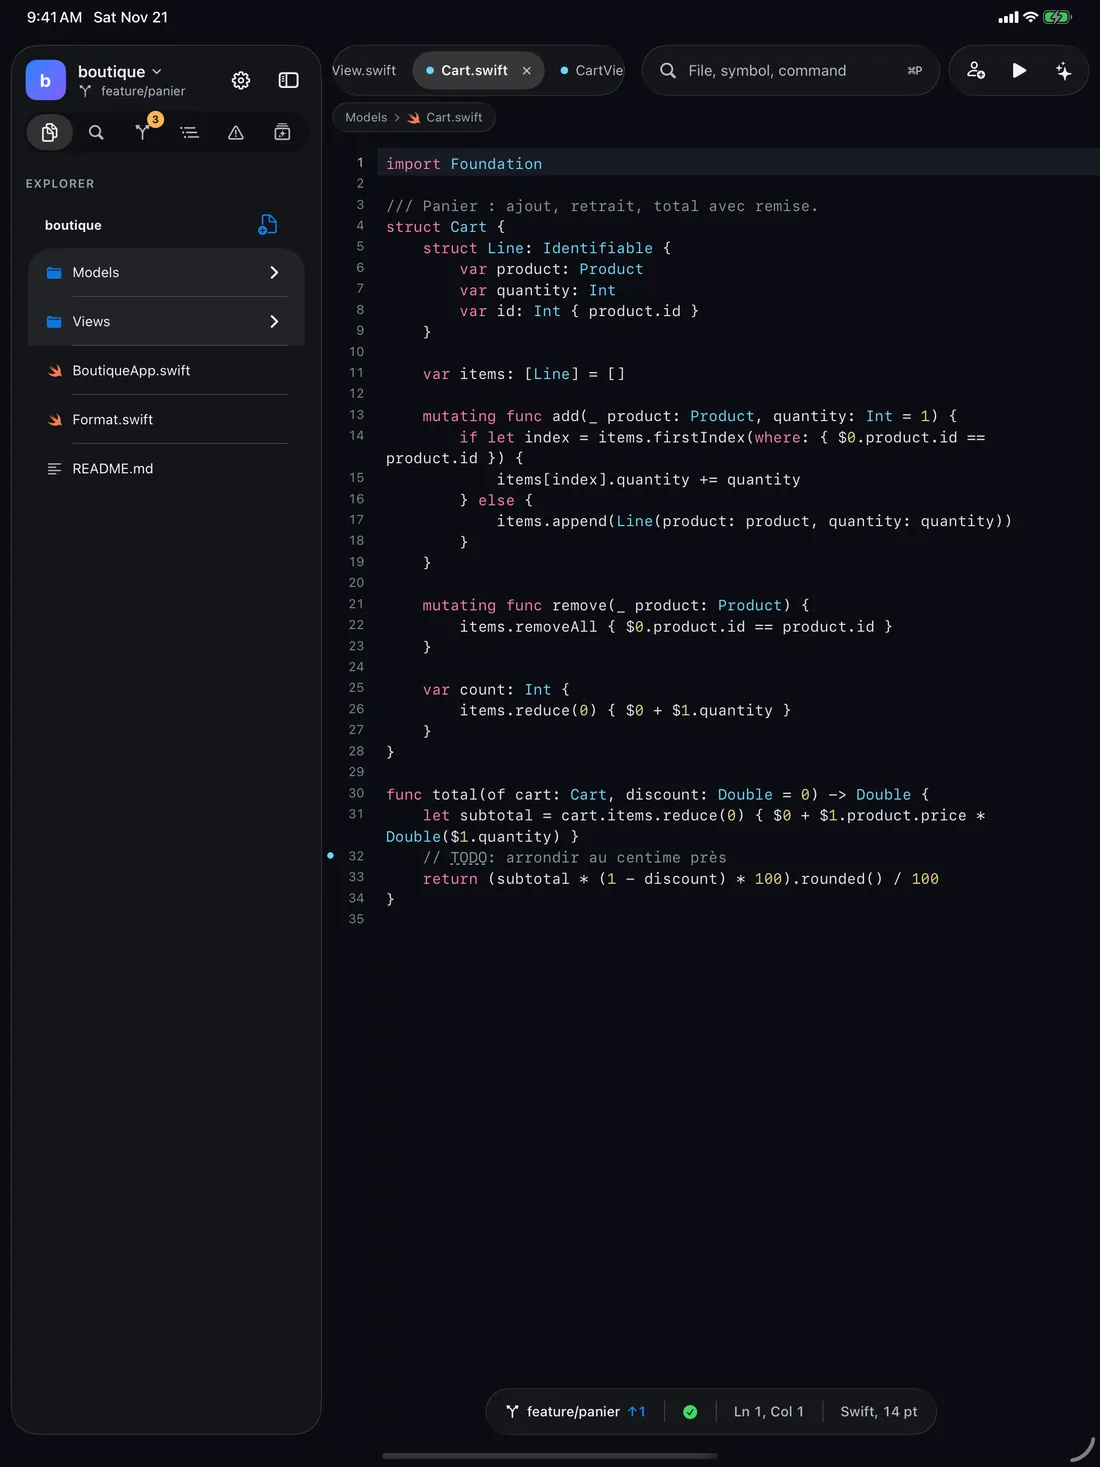 9:41 AM Sat Nov 21
b
boutique
feature/panier
3
EXPLORER
boutique
Models
Views
BoutiqueApp.swift
Format.swift
README.md
View.swift
Cart.swift
CartVie
File, symbol, command
⌘P
Models > Cart.swift
1 import Foundation
2
3 /// Panier : ajout, retrait, total avec remise.
4 struct Cart {
5     struct Line: Identifiable {
6         var product: Product
7         var quantity: Int
8         var id: Int { product.id }
9     }
10
11     var items: [Line] = []
12
13     mutating func add(_ product: Product, quantity: Int = 1) {
14         if let index = items.firstIndex(where: { $0.product.id ==
product.id }) {
15             items[index].quantity += quantity
16         } else {
17             items.append(Line(product: product, quantity: quantity))
18         }
19     }
20
21     mutating func remove(_ product: Product) {
22         items.removeAll { $0.product.id == product.id }
23     }
24
25     var count: Int {
26         items.reduce(0) { $0 + $1.quantity }
27     }
28 }
29
30 func total(of cart: Cart, discount: Double = 0) -> Double {
31     let subtotal = cart.items.reduce(0) { $0 + $1.product.price *
Double($1.quantity) }
32     // TODO: arrondir au centime près
33     return (subtotal * (1 - discount) * 100).rounded() / 100
34 }
35
feature/panier ↑1
Ln 1, Col 1
Swift, 14 pt